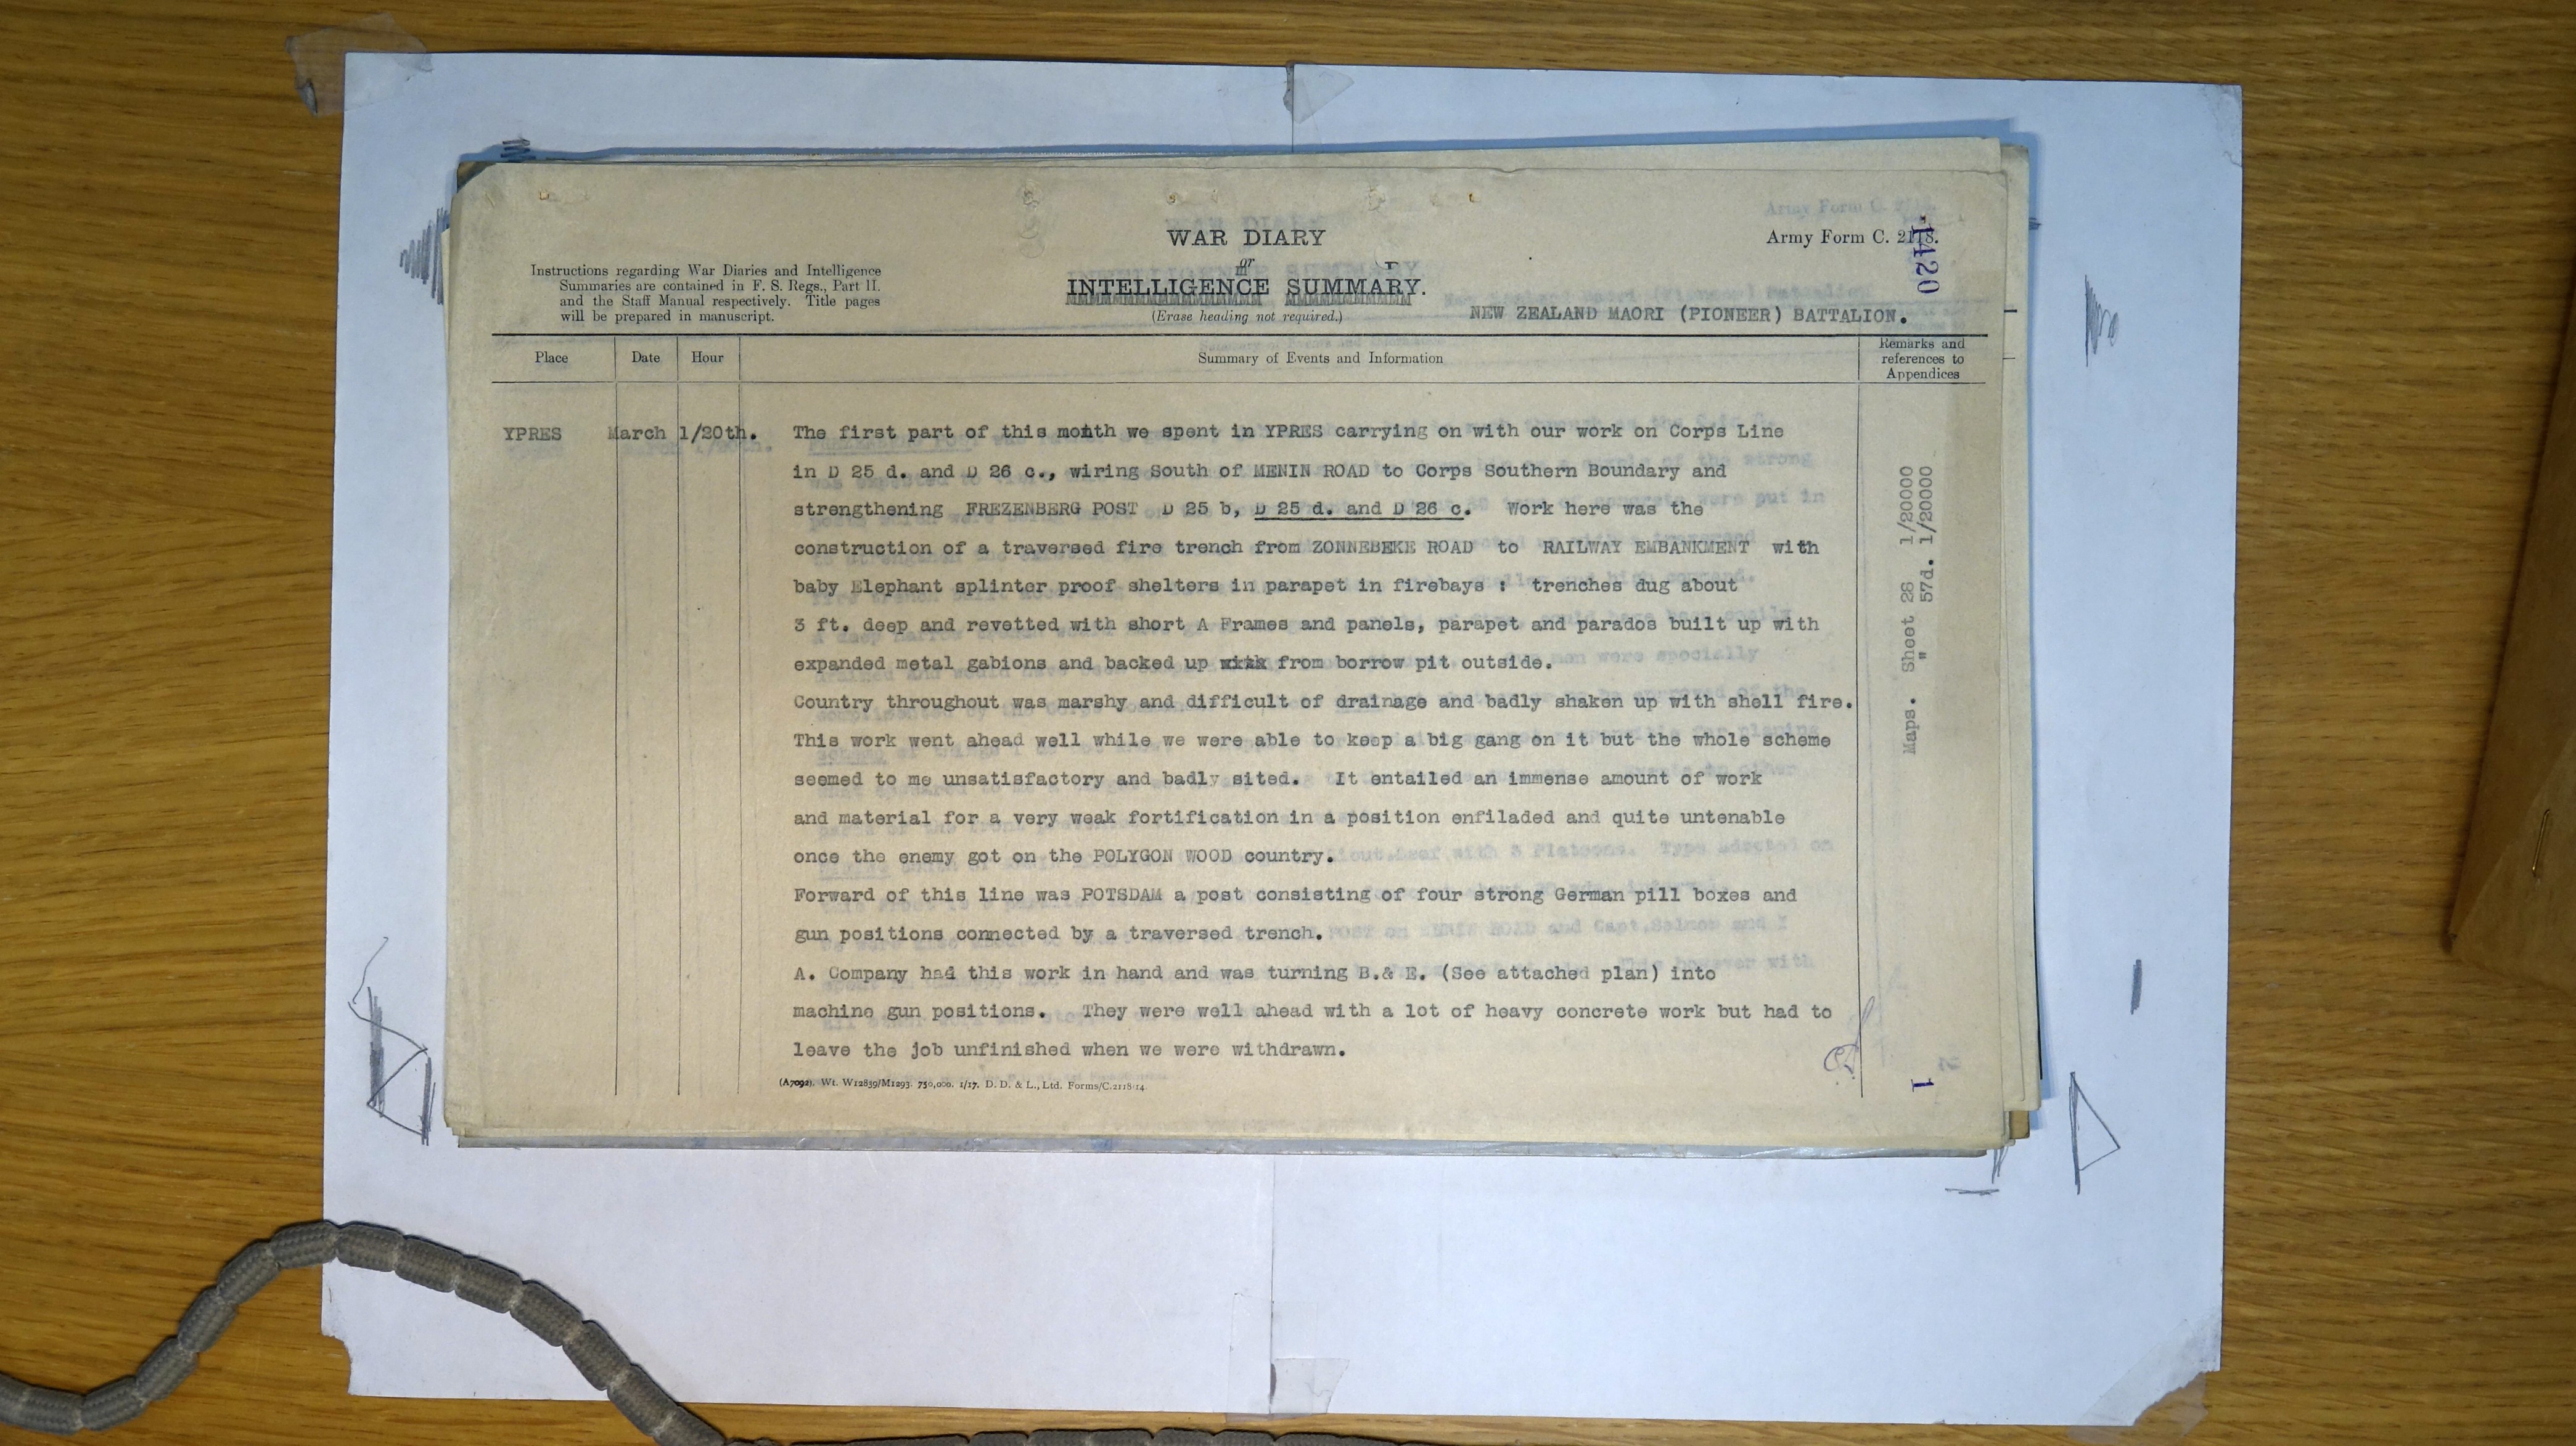 WAR DIARY
or
INTELLIGENCE SUMMARY.
(Erase heading not required.)
Army Form C. 2118.
1420
Instructions regarding War Diaries and Intelligence
Summaries are contained in F. S. Regs., Part II.
and the Staff Manual respectively. Title pages
will be prepared in manuscript.
NEW ZEALAND MAORI (PIONEER) BATTALION.
Place Date Hour Summary of Events and Information Remarks and
references to
Appendices
YPRES March 1/20th. The first part of this month we spent in YPRES carrying on with our work on Corps Line
in D 25 d. and D 26 c., wiring South of MENIN ROAD to Corps Southern Boundary and
strengthening FREZENBERG POST D 25 b, D 25 d. and D 26 c. Work here was the
construction of a traversed fire trench from ZONNEBEKE ROAD to RAILWAY EMBANKMENT with
baby Elephant splinter proof shelters in parapet in firebays : trenches dug about
3 ft. deep and revetted with short A Frames and panels, parapet and parados built up with
expanded metal gabions and backed up from borrow pit outside.
Country throughout was marshy and difficult of drainage and badly shaken up with shell fire.
This work went ahead well while we were able to keep a big gang on it but the whole scheme
seemed to me unsatisfactory and badly sited. It entailed an immense amount of work
and material for a very weak fortification in a position enfiladed and quite untenable
once the enemy got on the POLYGON WOOD country.
Forward of this line was POTSDAM a post consisting of four strong German pill boxes and
gun positions connected by a traversed trench.
A. Company had this work in hand and was turning B.& E. (See attached plan) into
machine gun positions. They were well ahead with a lot of heavy concrete work but had to
leave the job unfinished when we were withdrawn.
Maps. Sheet 28 1/20000
" 57d. 1/20000
(A7092). Wt. W12839/M1293. 750,000. 1/17. D. D. & L., Ltd. Forms/C.2118/14.
1